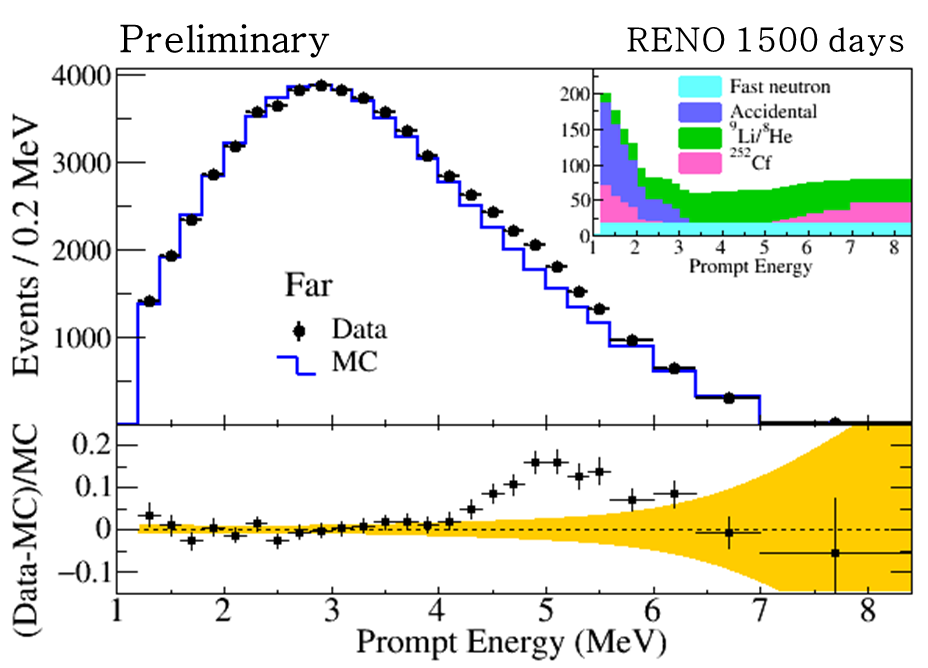 Preliminary
RENO 1500 days
Events / 0.2 MeV
4000
3000
2000
1000
Far
Data
MC
200
150
100
50
0
Fast neutron
Accidental
⁹Li/⁸He
²⁵²Cf
1 2 3 4 5 6 7 8
Prompt Energy
(Data-MC)/MC
0.2
0.1
0
−0.1
1 2 3 4 5 6 7 8
Prompt Energy (MeV)